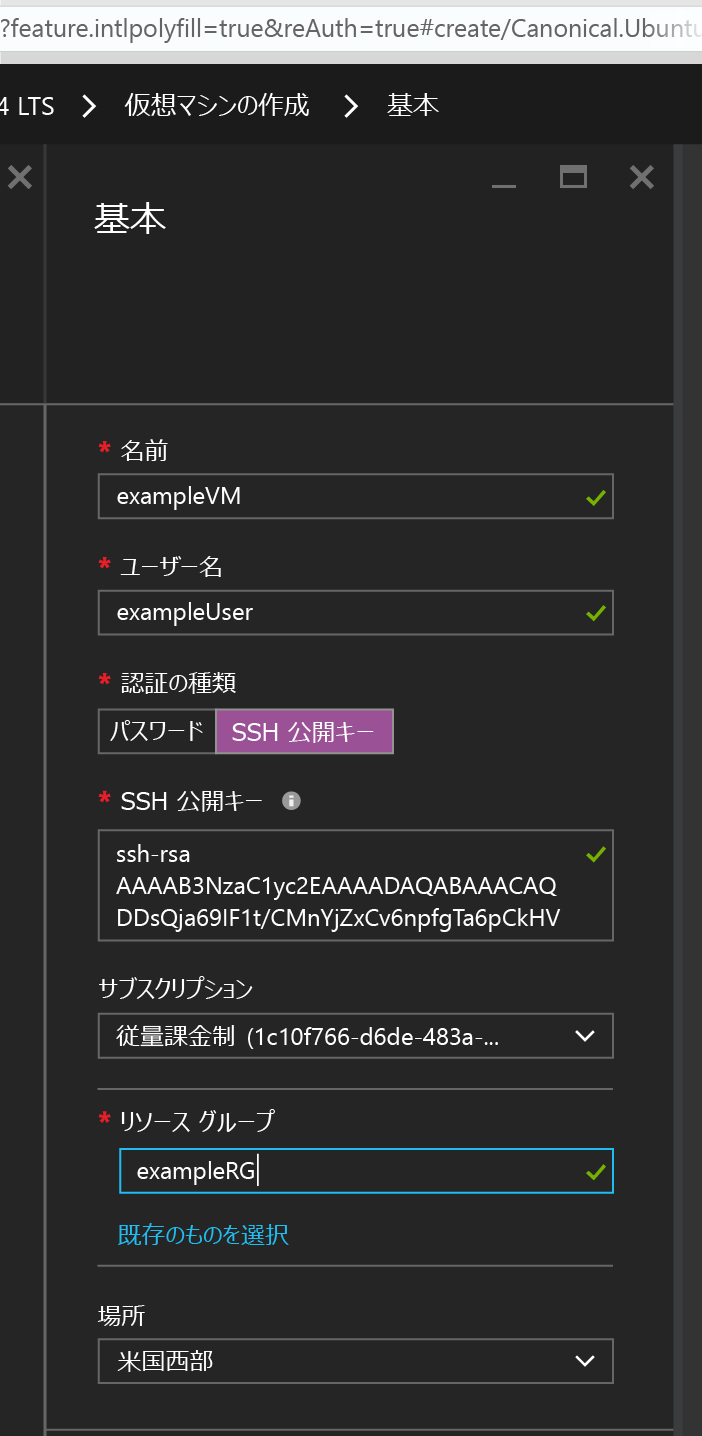 ?feature.intlpolyfill=true&reAuth=true#create/Canonical.Ubuntu
4 LTS > 仮想マシンの作成 > 基本
基本
* 名前
exampleVM
* ユーザー名
exampleUser
* 認証の種類
パスワード SSH 公開キー
* SSH 公開キー
ssh-rsa
AAAAB3NzaC1yc2EAAAADAQABAAACAQ
DDsQja69IF1t/CMnYjZxCv6npfgTa6pCkHV
サブスクリプション
従量課金制 (1c10f766-d6de-483a-...
* リソース グループ
exampleRG
既存のものを選択
場所
米国西部